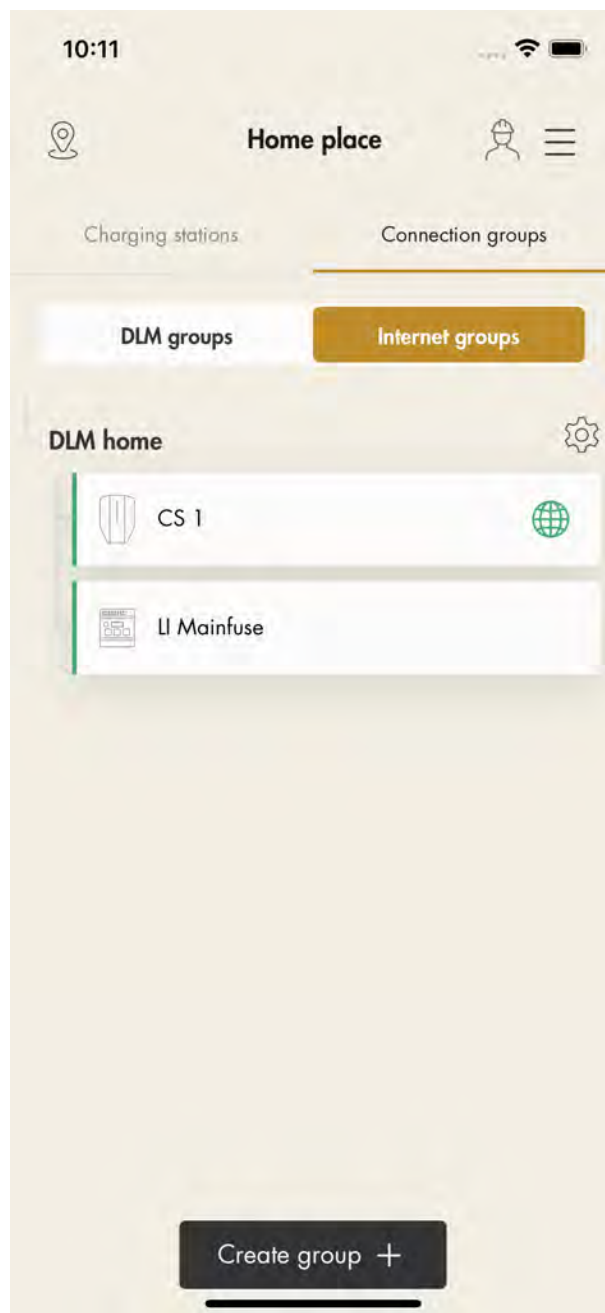 10:11
Home place
Charging stations
Connection groups
DLM groups
Internet groups
DLM home
CS 1
LI Mainfuse
Create group +